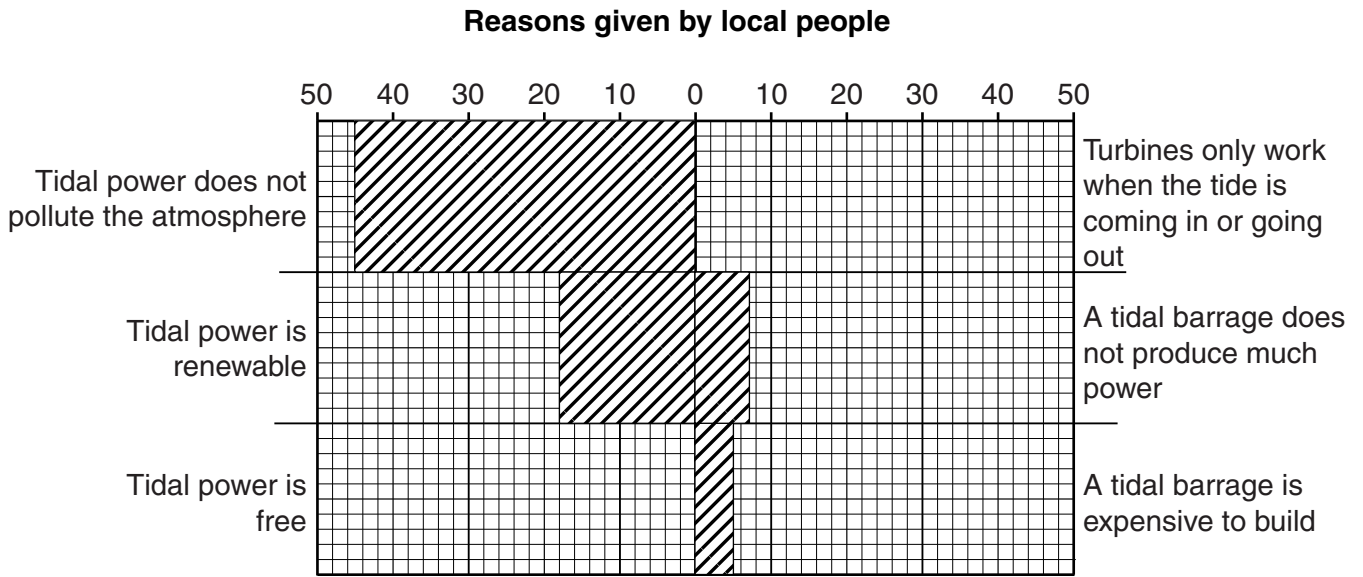 Reasons given by local people
50 40 30 20 10 0 10 20 30 40 50
Tidal power does not
pollute the atmosphere
Turbines only work
when the tide is
coming in or going
out
Tidal power is
renewable
A tidal barrage does
not produce much
power
Tidal power is
free
A tidal barrage is
expensive to build